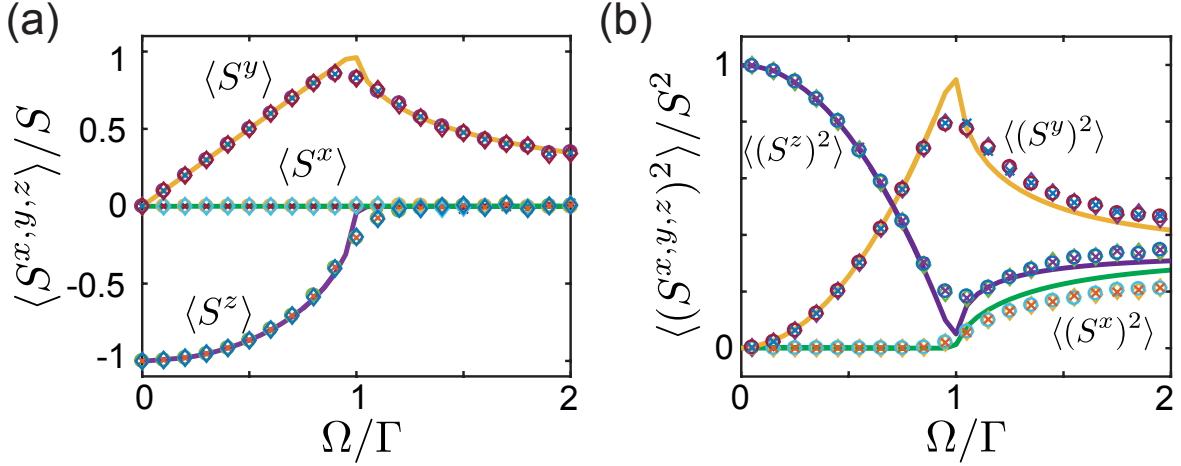 (a)
⟨S^{x,y,z}⟩/S
1
0.5
0
-0.5
-1
⟨S^y⟩
⟨S^x⟩
⟨S^z⟩
0
1
2
Ω/Γ
(b)
⟨(S^{x,y,z})^2⟩/S^2
1
0
⟨(S^z)^2⟩
⟨(S^y)^2⟩
⟨(S^x)^2⟩
0
1
2
Ω/Γ